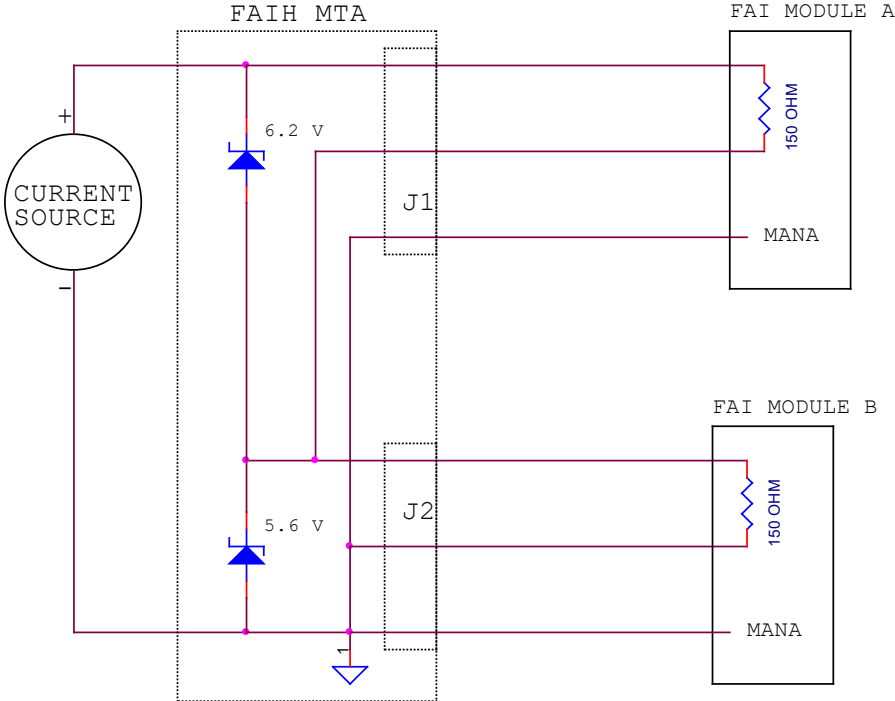 FAIH MTA
FAI MODULE A
+
6.2 V
150 OHM
CURRENT
SOURCE
J1
MANA
-
FAI MODULE B
J2
5.6 V
150 OHM
MANA
1